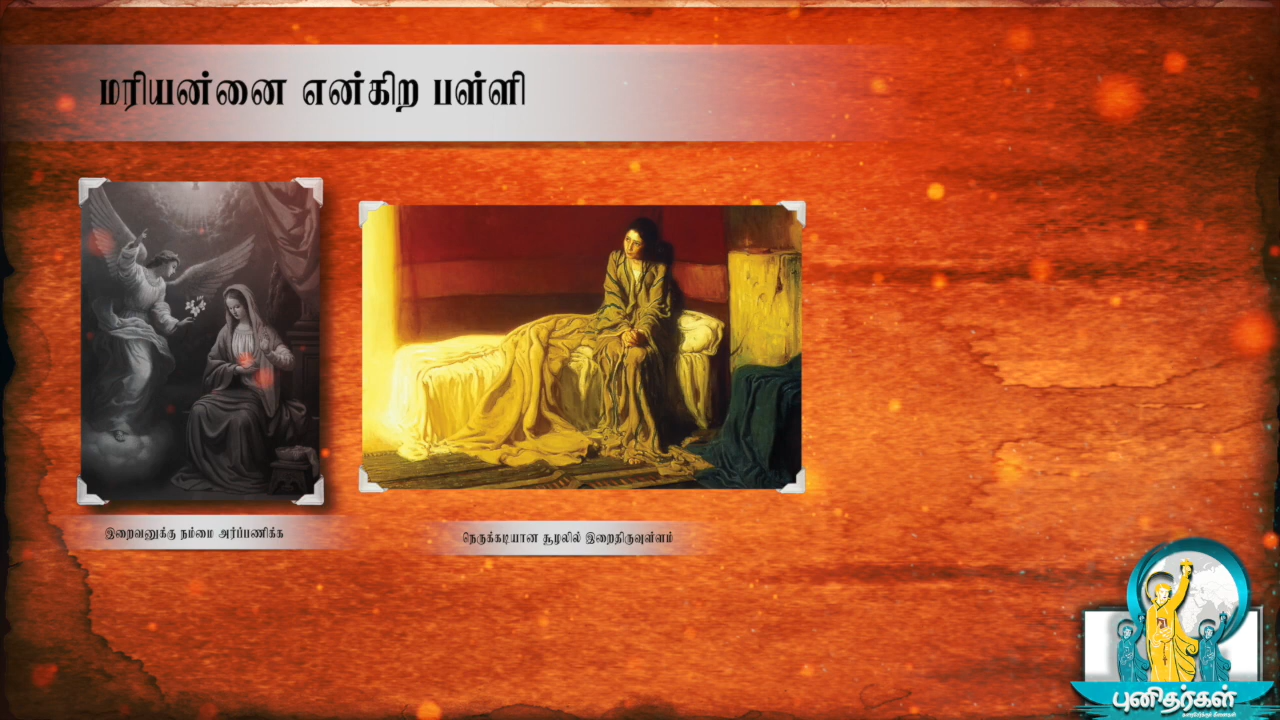 மரியன்னை என்கிற பள்ளி
இறைவனுக்கு நம்மை அர்ப்பணிக்க
நெருக்கடியான சூழலில் இறைதிருவுள்ளம்
புனிதர்கள்